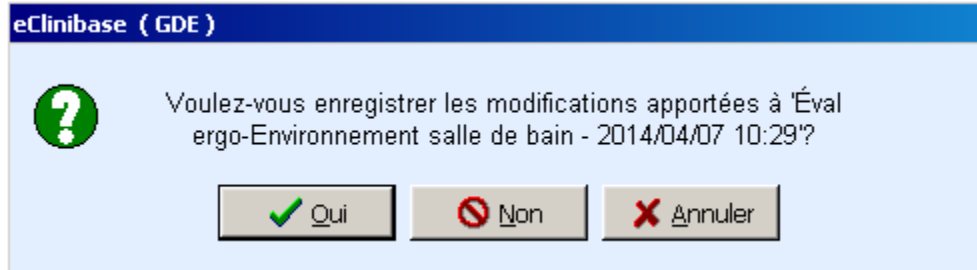 eClinibase ( GDE )
Voulez-vous enregistrer les modifications apportées à 'Éval
ergo-Environnement salle de bain - 2014/04/07 10:29'?
Oui
Non
Annuler